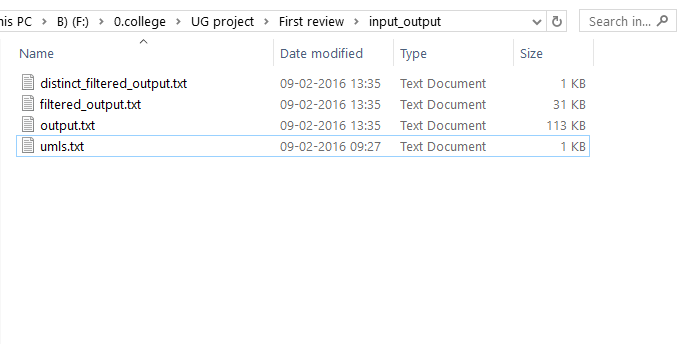 his PC > B) (F:) > 0.college > UG project > First review > input_output Search in...
Name Date modified Type Size
distinct_filtered_output.txt 09-02-2016 13:35 Text Document 1 KB
filtered_output.txt 09-02-2016 13:35 Text Document 31 KB
output.txt 09-02-2016 13:35 Text Document 113 KB
umls.txt 09-02-2016 09:27 Text Document 1 KB